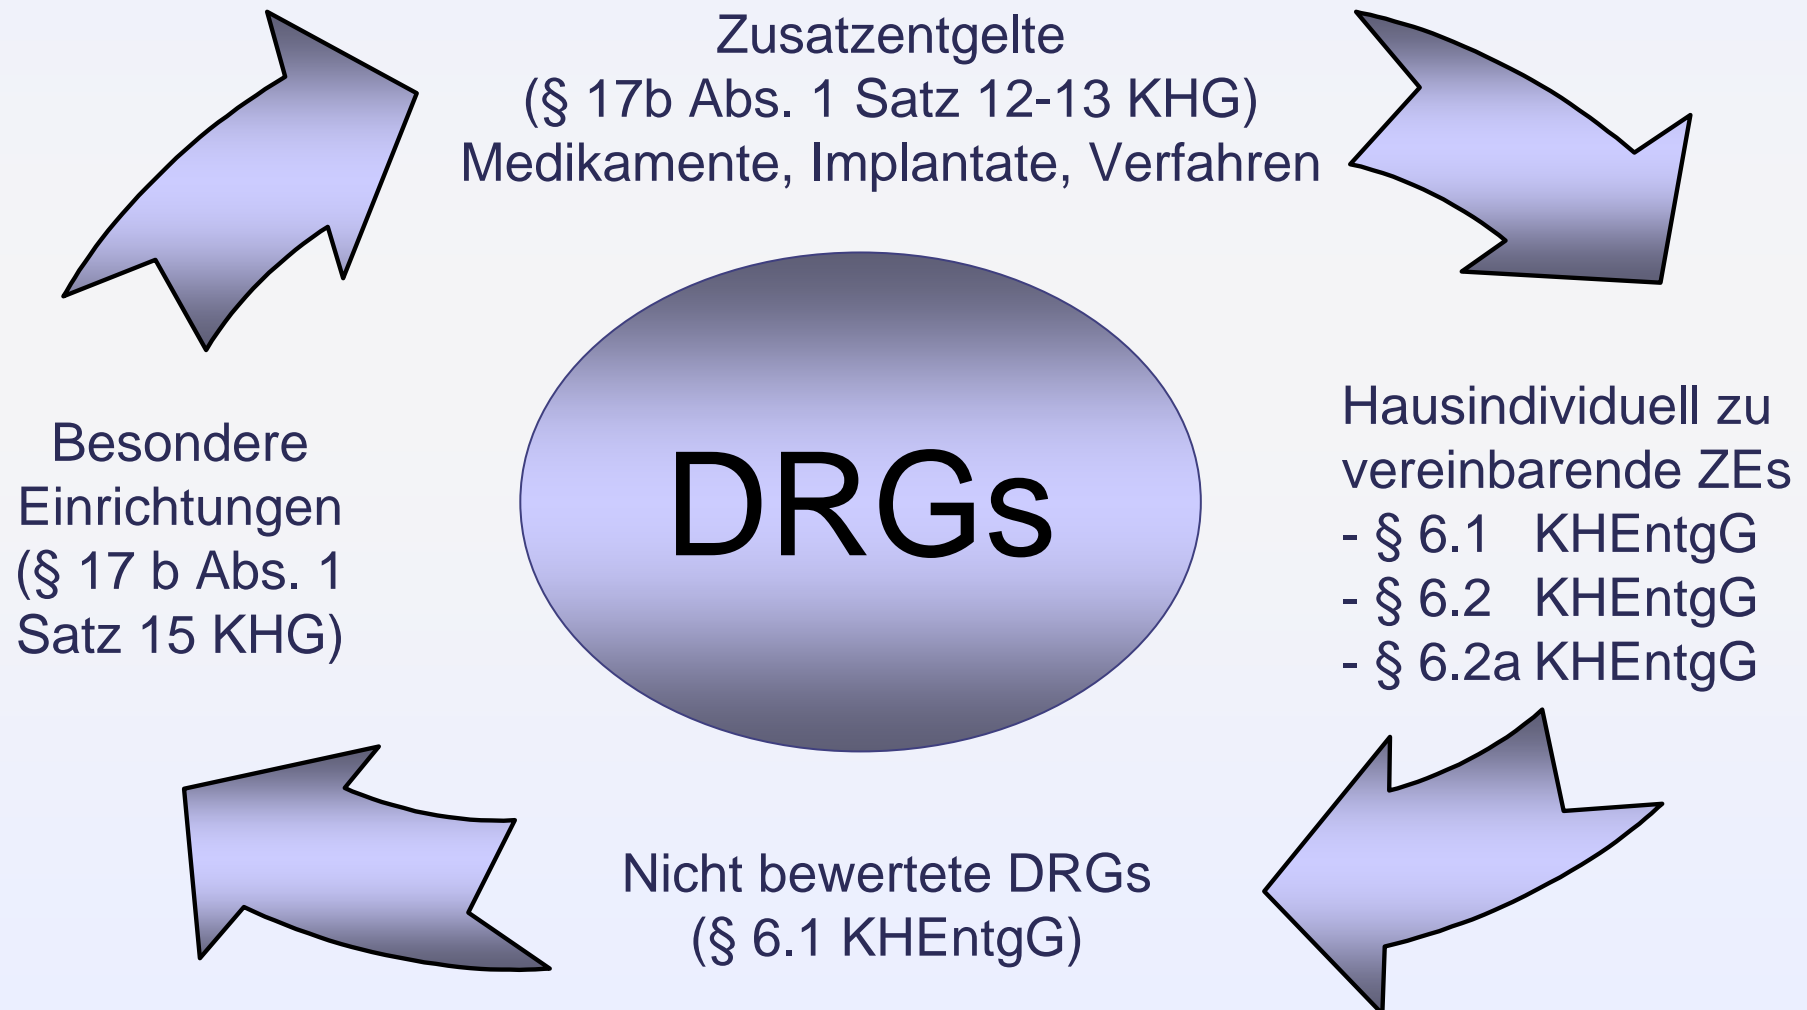 Zusatzentgelte
(§ 17b Abs. 1 Satz 12-13 KHG)
Medikamente, Implantate, Verfahren
Besondere
Einrichtungen
(§ 17 b Abs. 1
Satz 15 KHG)
DRGs
Hausindividuell zu
vereinbarende ZEs
- § 6.1 KHEntgG
- § 6.2 KHEntgG
- § 6.2a KHEntgG
Nicht bewertete DRGs
(§ 6.1 KHEntgG)